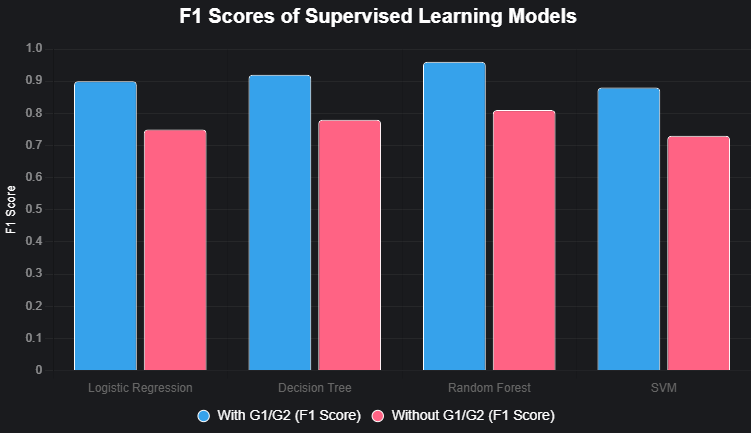 F1 Scores of Supervised Learning Models
1.0
0.9
0.8
0.7
0.6
0.5
0.4
0.3
0.2
0.1
0
F1 Score
Logistic Regression
Decision Tree
Random Forest
SVM
With G1/G2 (F1 Score)
Without G1/G2 (F1 Score)